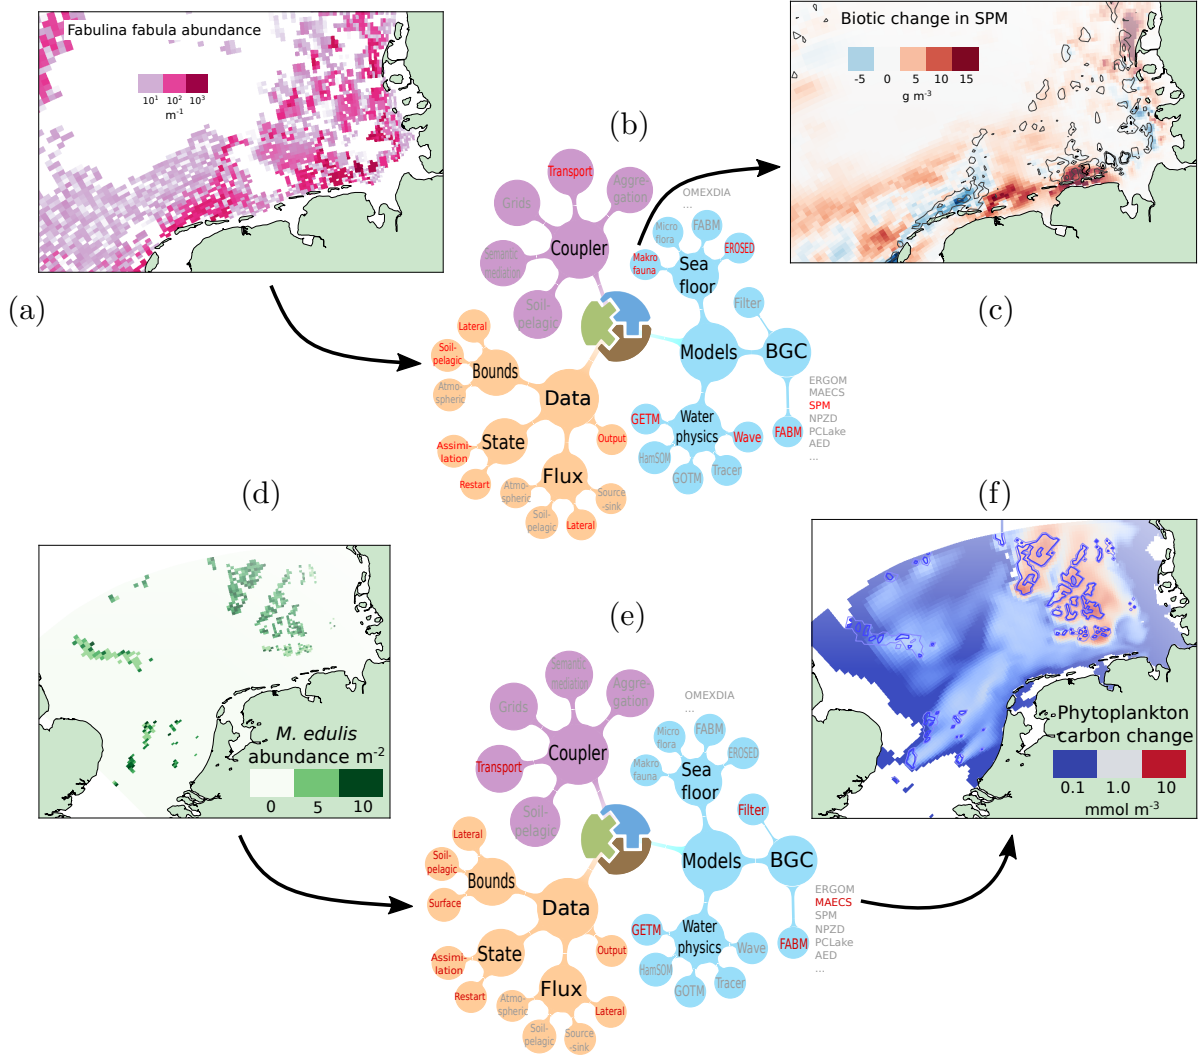 Fabulina fabula abundance
10¹ 10² 10³
m⁻¹
(a)
(b)
Biotic change in SPM
-5 0 5 10 15
g m⁻³
(c)
Transport
Grids
Aggre-
gation
Coupler
Semantic
mediation
Soil-
pelagic
OMEXDIA
...
Micro
flora
FABM
EROSED
Makro
fauna
Sea
floor
Filter
Models
BGC
ERGOM
MAECS
SPM
NPZD
PCLake
AED
...
FABM
GETM
Water
physics
Wave
HamSOM
GOTM
Tracer
Lateral
Soil-
pelagic
Bounds
Atmo-
spheric
Data
State
Output
Assimi-
lation
Restart
Flux
Atmo-
spheric
Source
-sink
Soil-
pelagic
Lateral
(d)
M. edulis
abundance m⁻²
0 5 10
(e)
Semantic
mediation
Grids
Aggre-
gation
Coupler
Transport
Soil-
pelagic
OMEXDIA
...
Micro
flora
FABM
EROSED
Makro
fauna
Sea
floor
Filter
Models
BGC
ERGOM
MAECS
SPM
NPZD
PCLake
AED
...
FABM
GETM
Water
physics
Wave
HamSOM
GOTM
Tracer
Lateral
Soil-
pelagic
Bounds
Surface
Data
State
Output
Assimi-
lation
Restart
Flux
Atmo-
spheric
Lateral
Soil-
pelagic
Source
-sink
(f)
Phytoplankton
carbon change
0.1 1.0 10
mmol m⁻³